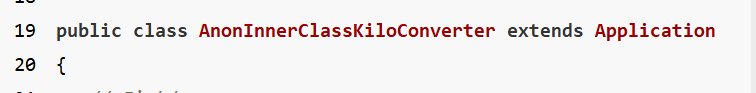 19 public class AnonInnerClassKiloConverter extends Application
20 {